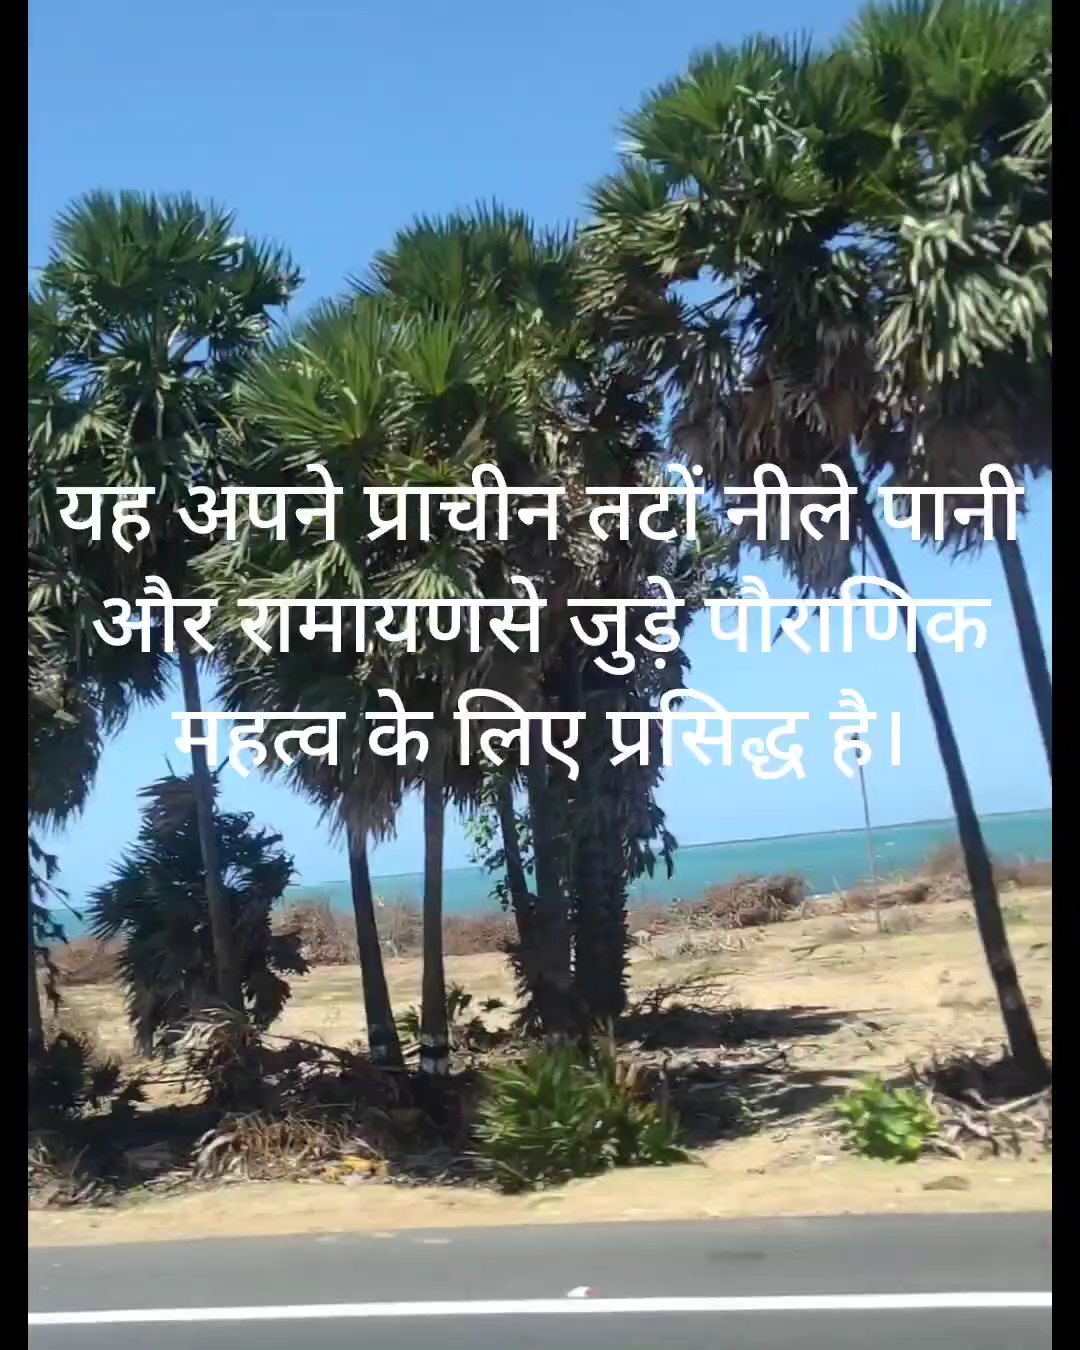 यह अपने प्राचीन तटों नीले पानी
और रामायणसे जुड़े पौराणिक
महत्व के लिए प्रसिद्ध है।